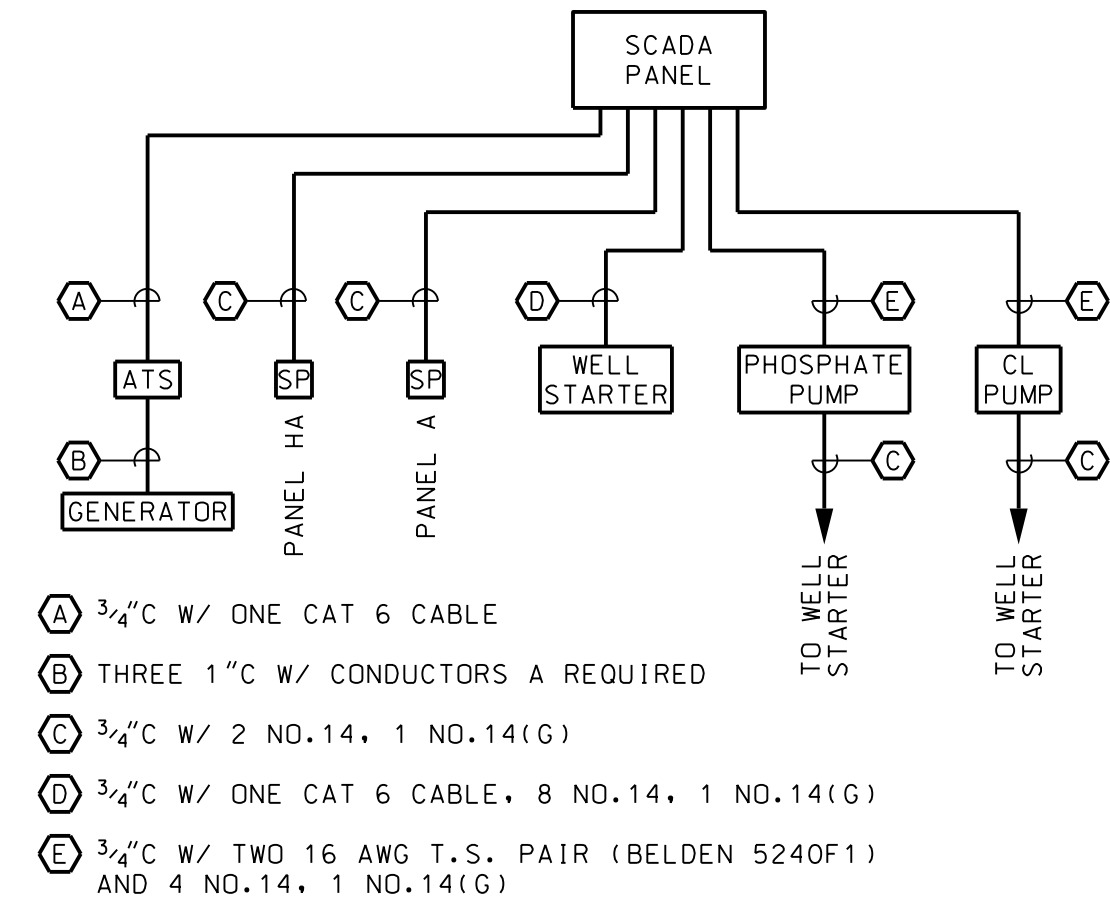 SCADA
PANEL
A
C
C
D
E
E
ATS
SP
SP
WELL
STARTER
PHOSPHATE
PUMP
CL
PUMP
B
C
C
GENERATOR
PANEL HA
PANEL A
TO WELL
STARTER
TO WELL
STARTER
A 3/4"C W/ ONE CAT 6 CABLE
B THREE 1"C W/ CONDUCTORS A REQUIRED
C 3/4"C W/ 2 NO.14, 1 NO.14(G)
D 3/4"C W/ ONE CAT 6 CABLE, 8 NO.14, 1 NO.14(G)
E 3/4"C W/ TWO 16 AWG T.S. PAIR (BELDEN 5240F1)
AND 4 NO.14, 1 NO.14(G)